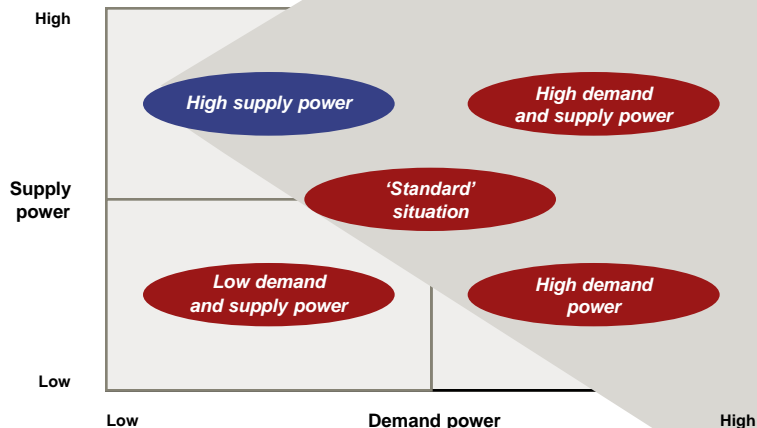 High
High supply power
High demand
and supply power
Supply
power
‘Standard’
situation
Low demand
and supply power
High demand
power
Low
Low
Demand power
High